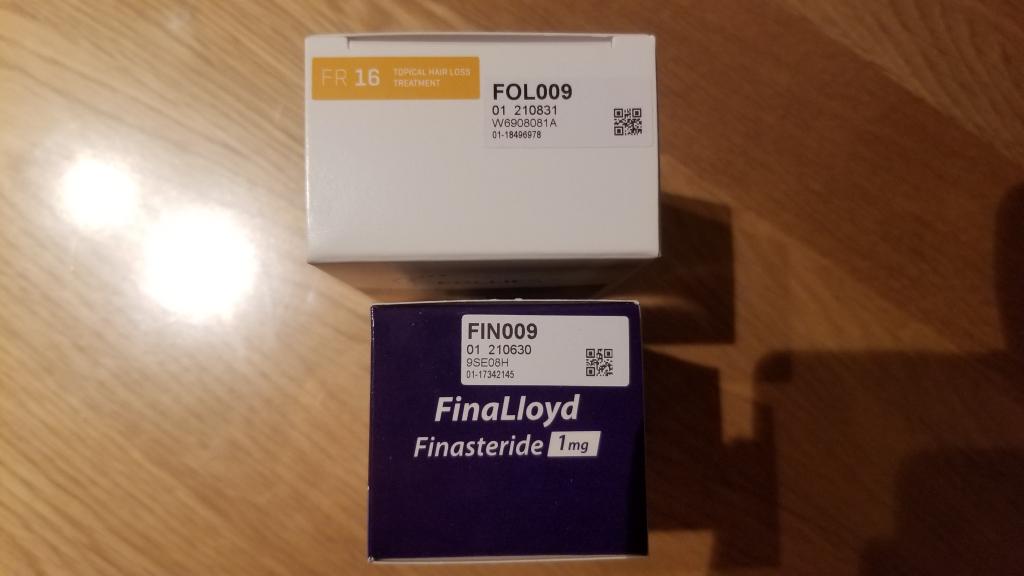 FR 16 TOPICAL HAIR LOSS
TREATMENT
FOL009
01 210831
W6908081A
01-18496978
FIN009
01 210630
9SE08H
01-17342145
FinaLloyd
Finasteride 1mg